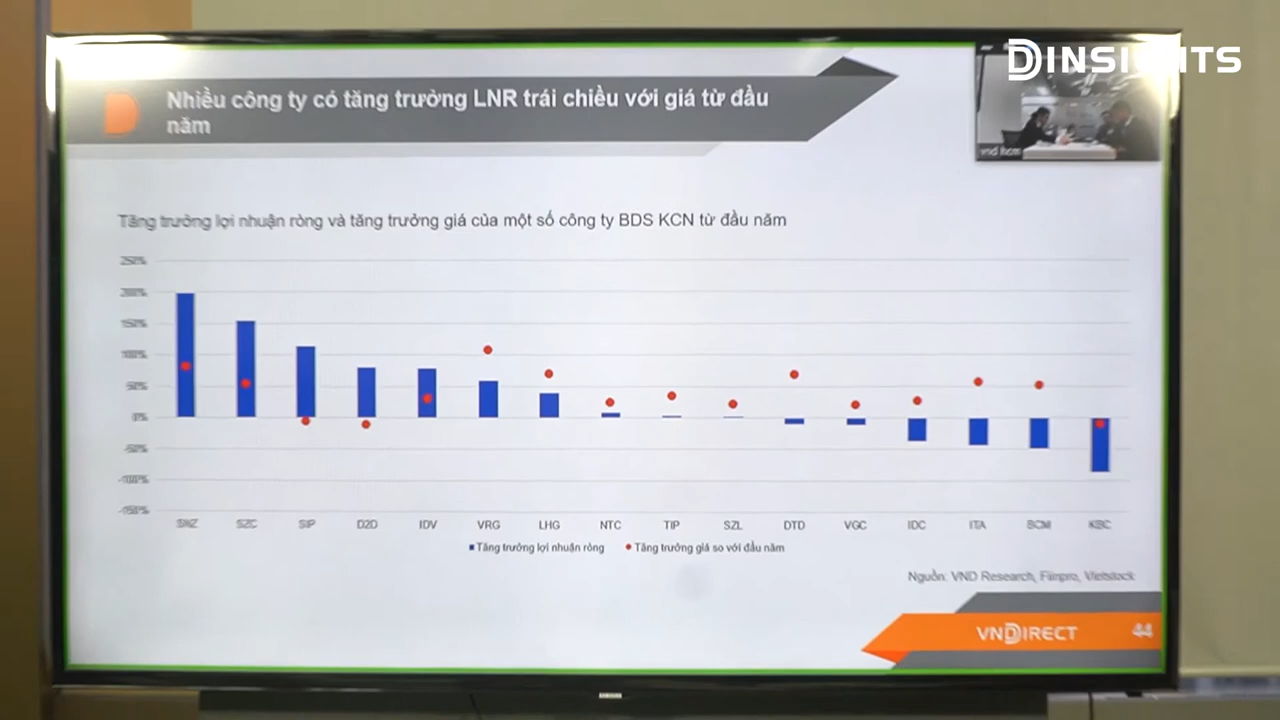 DINSIGHTS
Nhiều công ty có tăng trưởng LNR trái chiều với giá từ đầu
năm
vnd hcm
Tăng trưởng lợi nhuận ròng và tăng trưởng giá của một số công ty BDS KCN từ đầu năm
250%
200%
150%
100%
50%
0%
-50%
-100%
-150%
SNZ SZC SIP D2D IDV VRG LHG NTC TIP SZL DTD VGC IDC ITA BCM KBC
Tăng trưởng lợi nhuận ròng Tăng trưởng giá so với đầu năm
Nguồn: VND Research, Fiinpro, Vietstock
VNDIRECT 44